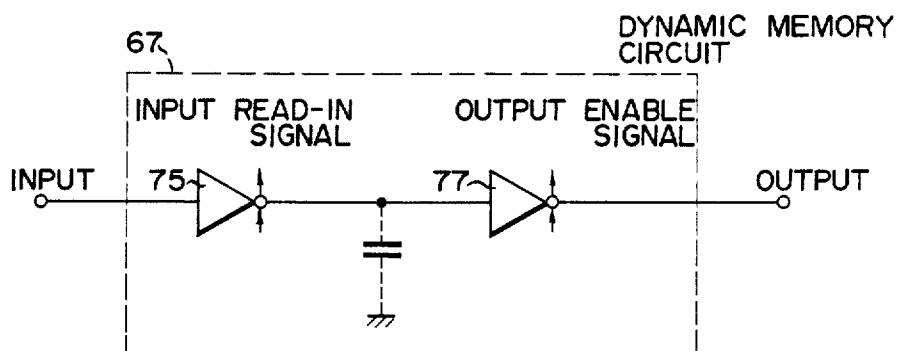 DYNAMIC MEMORY
CIRCUIT
67
INPUT READ-IN
SIGNAL
OUTPUT ENABLE
SIGNAL
INPUT
75
77
OUTPUT